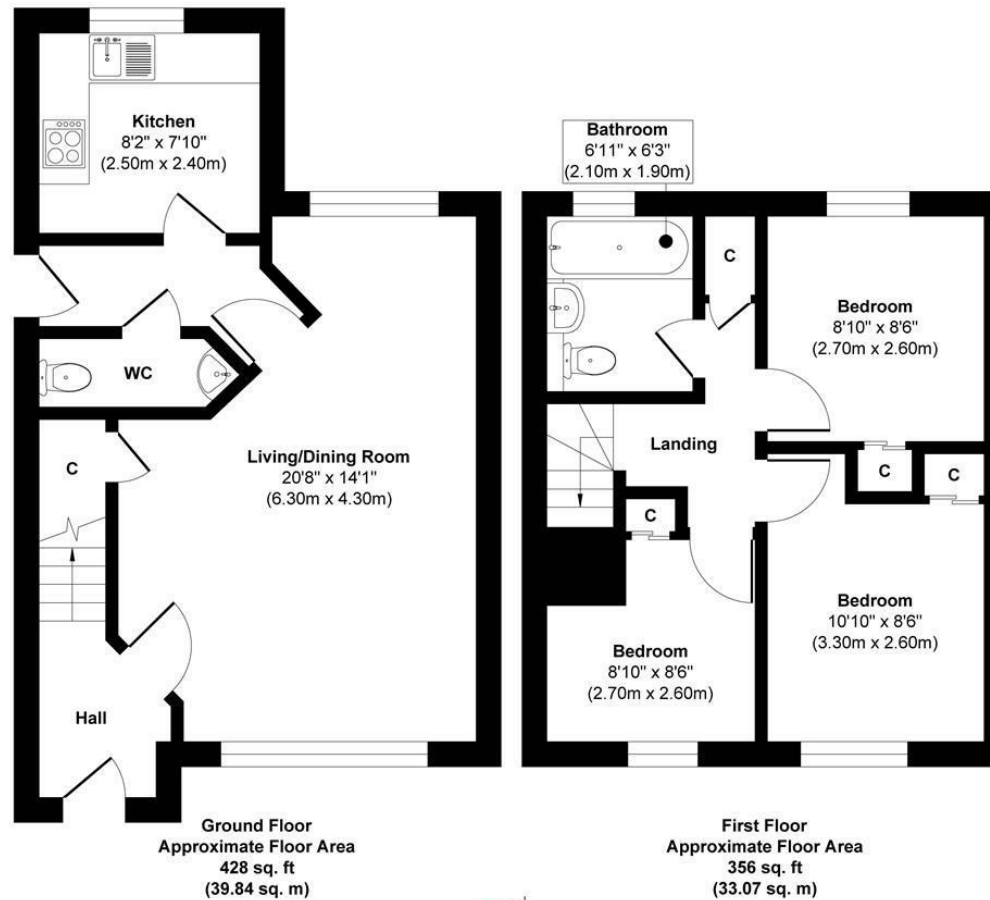 Kitchen
8'2" x 7'10"
(2.50m x 2.40m)
WC
C
Living/Dining Room
20'8" x 14'1"
(6.30m x 4.30m)
Hall
Ground Floor
Approximate Floor Area
428 sq. ft
(39.84 sq. m)
Bathroom
6'11" x 6'3"
(2.10m x 1.90m)
C
Bedroom
8'10" x 8'6"
(2.70m x 2.60m)
Landing
C
C
C
Bedroom
8'10" x 8'6"
(2.70m x 2.60m)
Bedroom
10'10" x 8'6"
(3.30m x 2.60m)
First Floor
Approximate Floor Area
356 sq. ft
(33.07 sq. m)